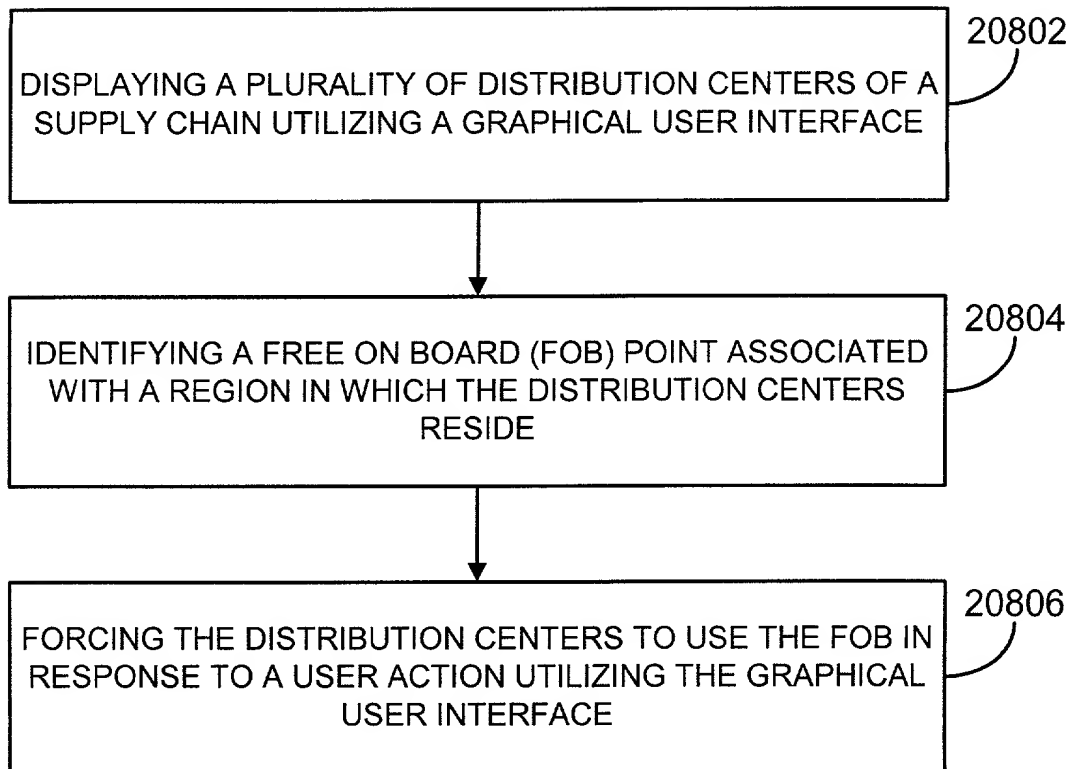 20802
DISPLAYING A PLURALITY OF DISTRIBUTION CENTERS OF A
SUPPLY CHAIN UTILIZING A GRAPHICAL USER INTERFACE
20804
IDENTIFYING A FREE ON BOARD (FOB) POINT ASSOCIATED
WITH A REGION IN WHICH THE DISTRIBUTION CENTERS
RESIDE
20806
FORCING THE DISTRIBUTION CENTERS TO USE THE FOB IN
RESPONSE TO A USER ACTION UTILIZING THE GRAPHICAL
USER INTERFACE